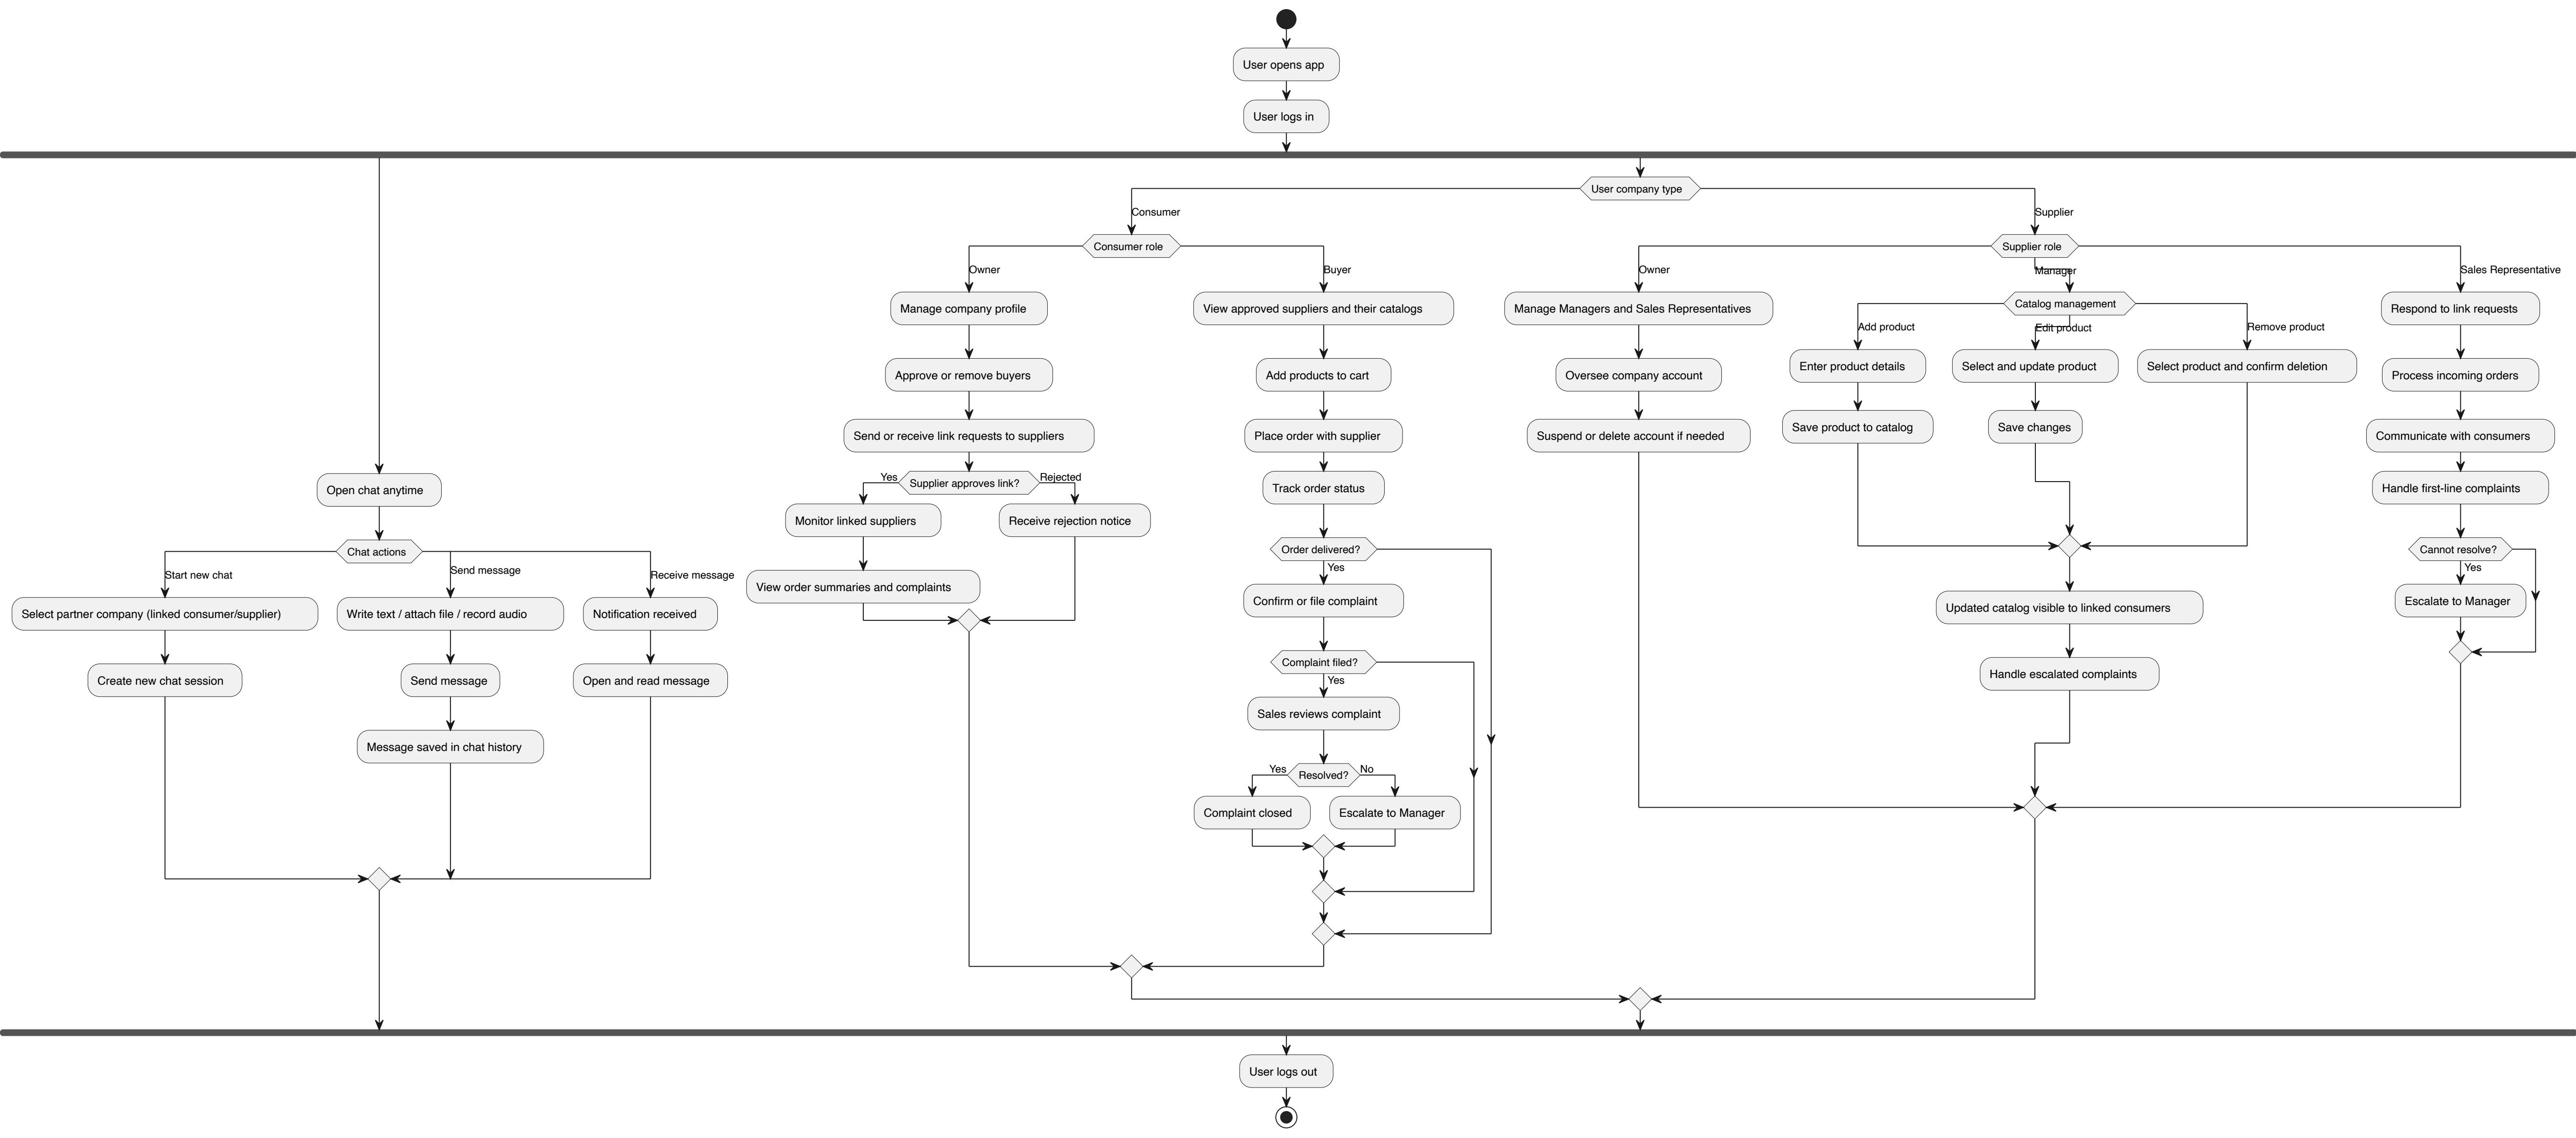 User opens app
User logs in
User company type
Consumer
Supplier
Consumer role
Supplier role
Owner
Buyer
Owner
Manager
Sales Representative
Manage company profile
View approved suppliers and their catalogs
Manage Managers and Sales Representatives
Catalog management
Respond to link requests
Add product
Edit product
Remove product
Approve or remove buyers
Add products to cart
Oversee company account
Enter product details
Select and update product
Select product and confirm deletion
Process incoming orders
Send or receive link requests to suppliers
Place order with supplier
Suspend or delete account if needed
Save product to catalog
Save changes
Communicate with consumers
Yes
Supplier approves link?
Rejected
Open chat anytime
Track order status
Handle first-line complaints
Monitor linked suppliers
Receive rejection notice
Chat actions
Order delivered?
Yes
Cannot resolve?
Yes
Start new chat
Send message
Receive message
View order summaries and complaints
Confirm or file complaint
Updated catalog visible to linked consumers
Escalate to Manager
Select partner company (linked consumer/supplier)
Write text / attach file / record audio
Notification received
Complaint filed?
Yes
Handle escalated complaints
Create new chat session
Send message
Open and read message
Sales reviews complaint
Message saved in chat history
Yes
Resolved?
No
Complaint closed
Escalate to Manager
User logs out